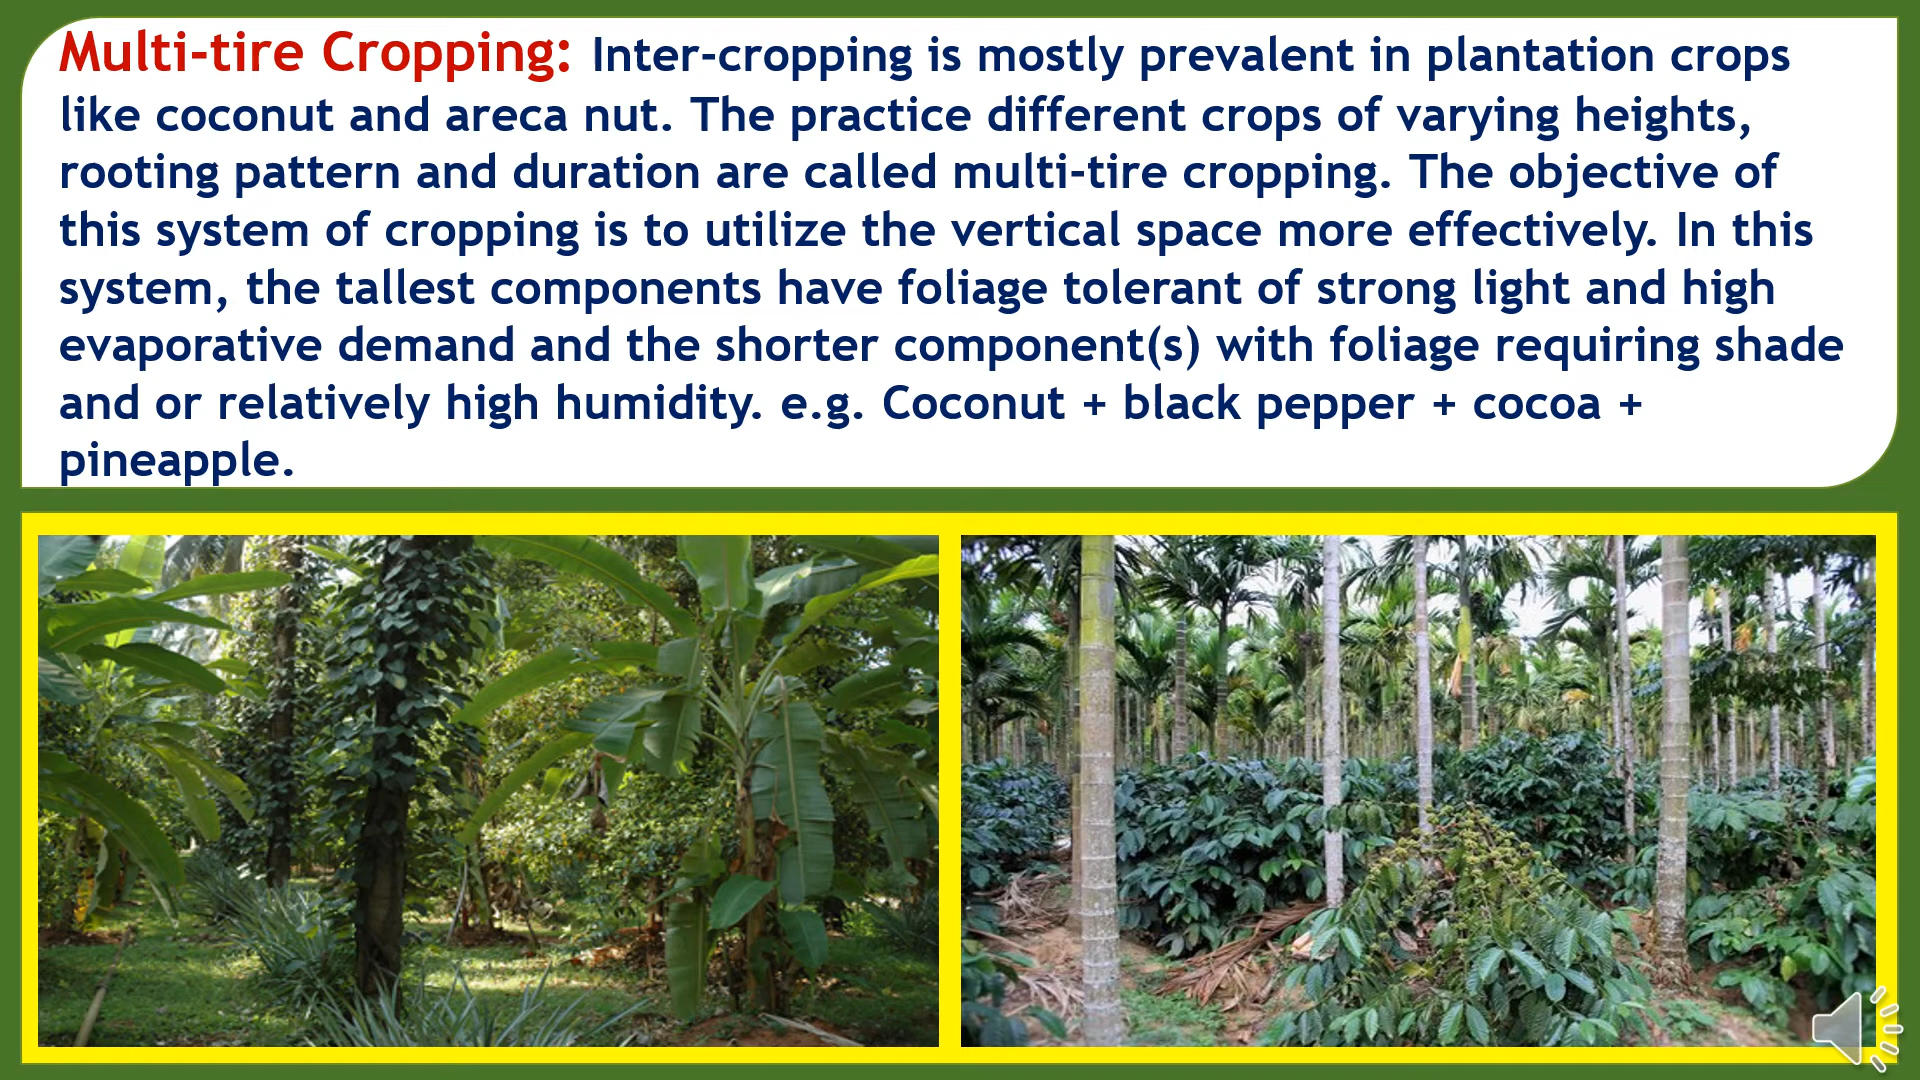 Multi-tire Cropping: Inter-cropping is mostly prevalent in plantation crops
like coconut and areca nut. The practice different crops of varying heights,
rooting pattern and duration are called multi-tire cropping. The objective of
this system of cropping is to utilize the vertical space more effectively. In this
system, the tallest components have foliage tolerant of strong light and high
evaporative demand and the shorter component(s) with foliage requiring shade
and or relatively high humidity. e.g. Coconut + black pepper + cocoa +
pineapple.